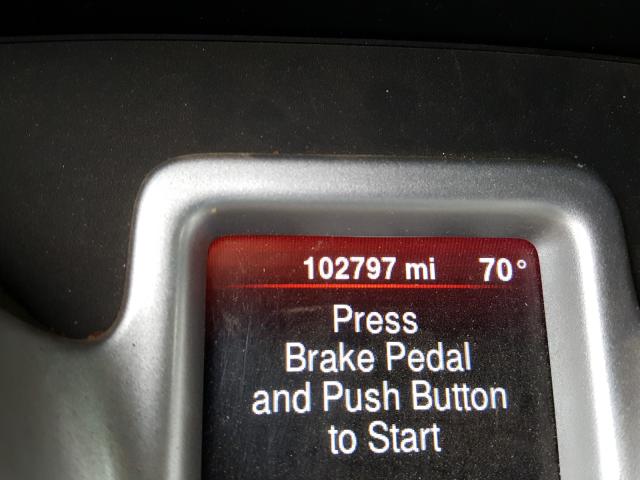 102797 mi 70°
Press
Brake Pedal
and Push Button
to Start